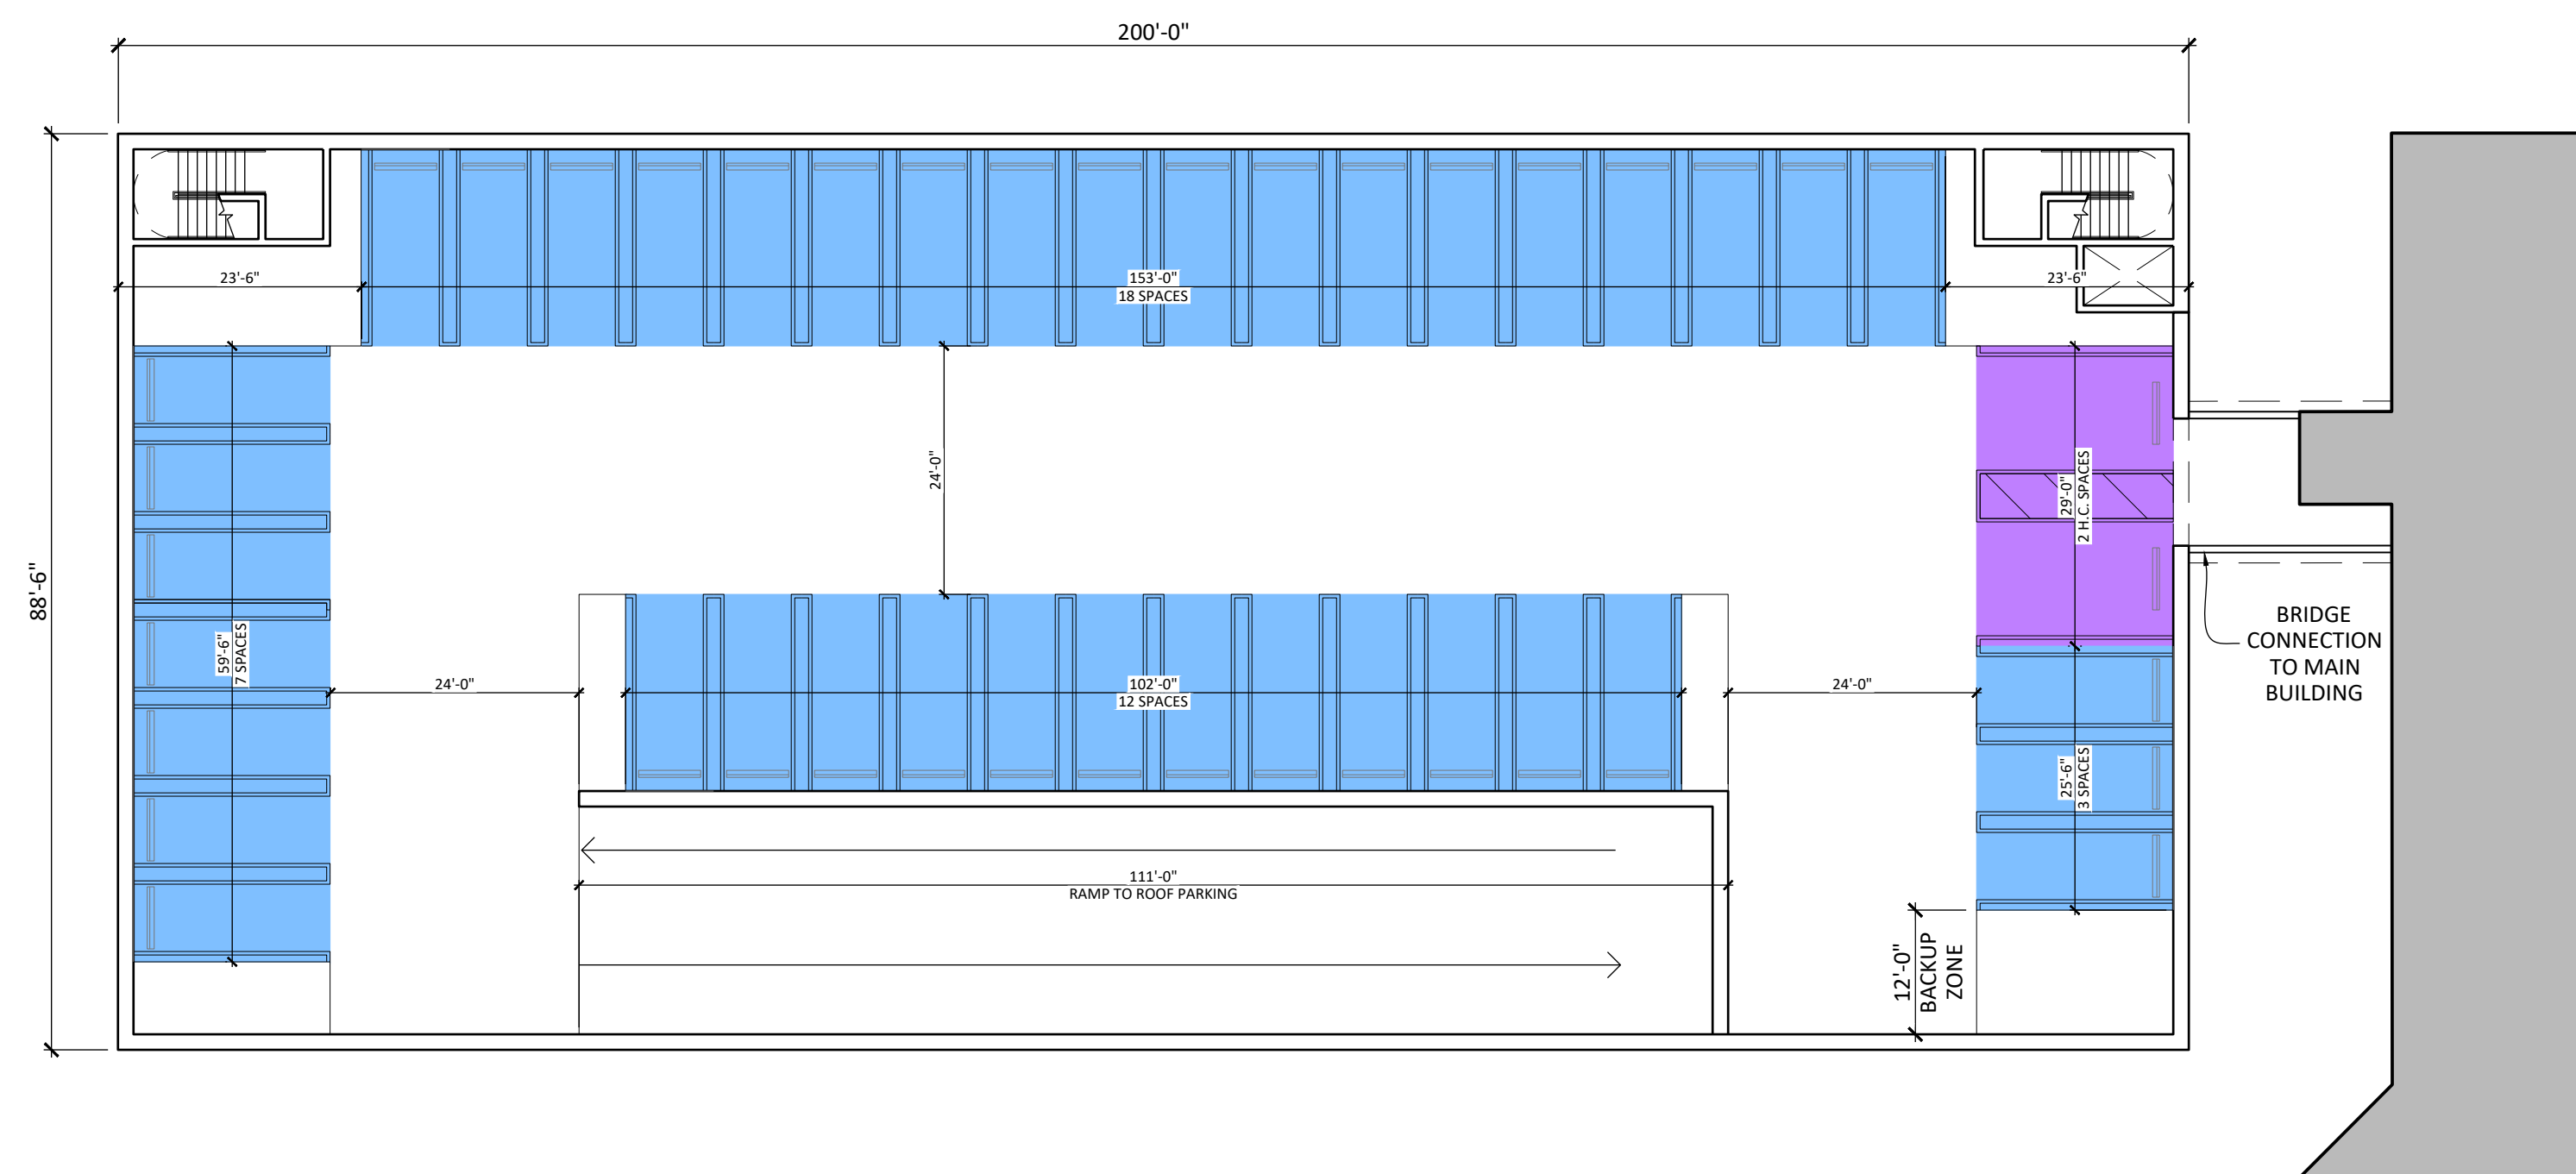 200'-0"
88'-6"
23'-6"
153'-0"
18 SPACES
23'-6"
24'-0"
29'-0"
2 H.C. SPACES
59'-6"
7 SPACES
24'-0"
102'-0"
12 SPACES
24'-0"
BRIDGE
CONNECTION
TO MAIN
BUILDING
25'-6"
3 SPACES
111'-0"
RAMP TO ROOF PARKING
12'-0"
BACKUP
ZONE